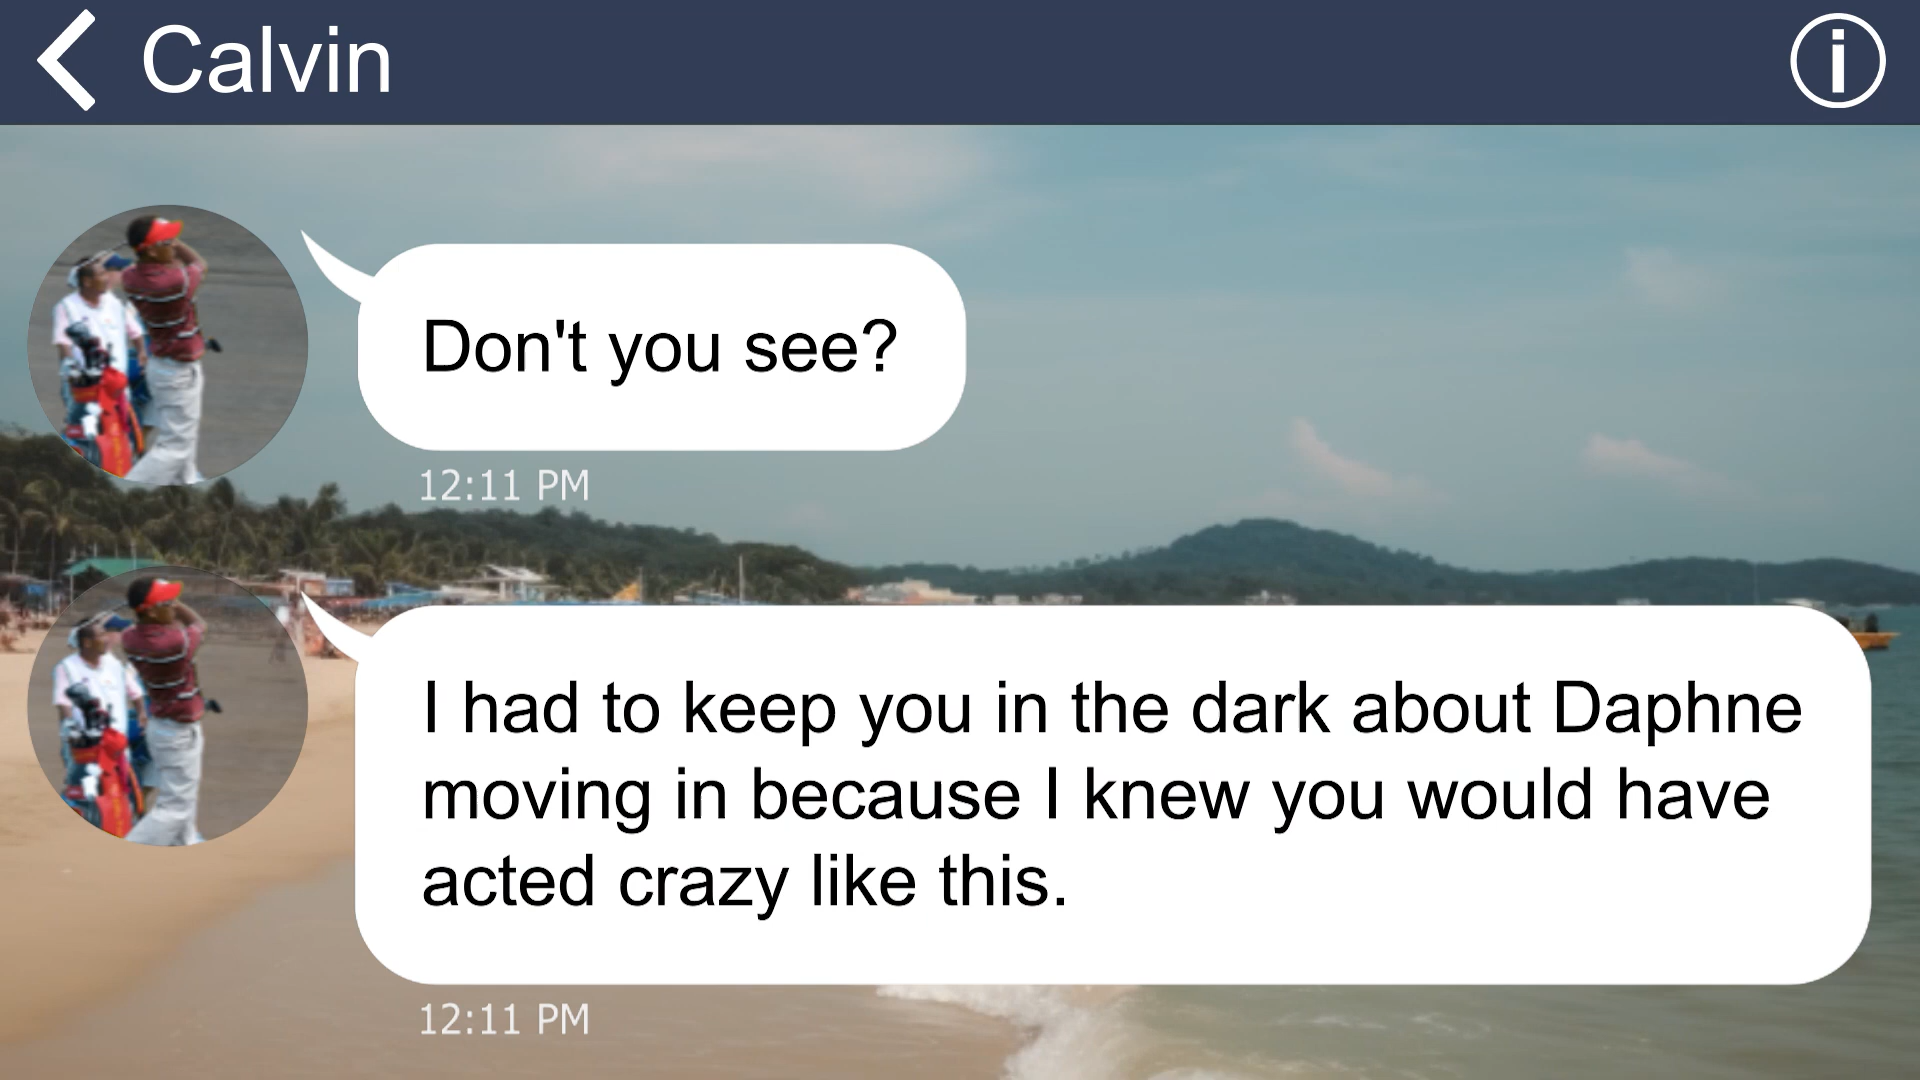 Calvin
Don't you see?
12:11 PM
I had to keep you in the dark about Daphne
moving in because I knew you would have
acted crazy like this.
12:11 PM